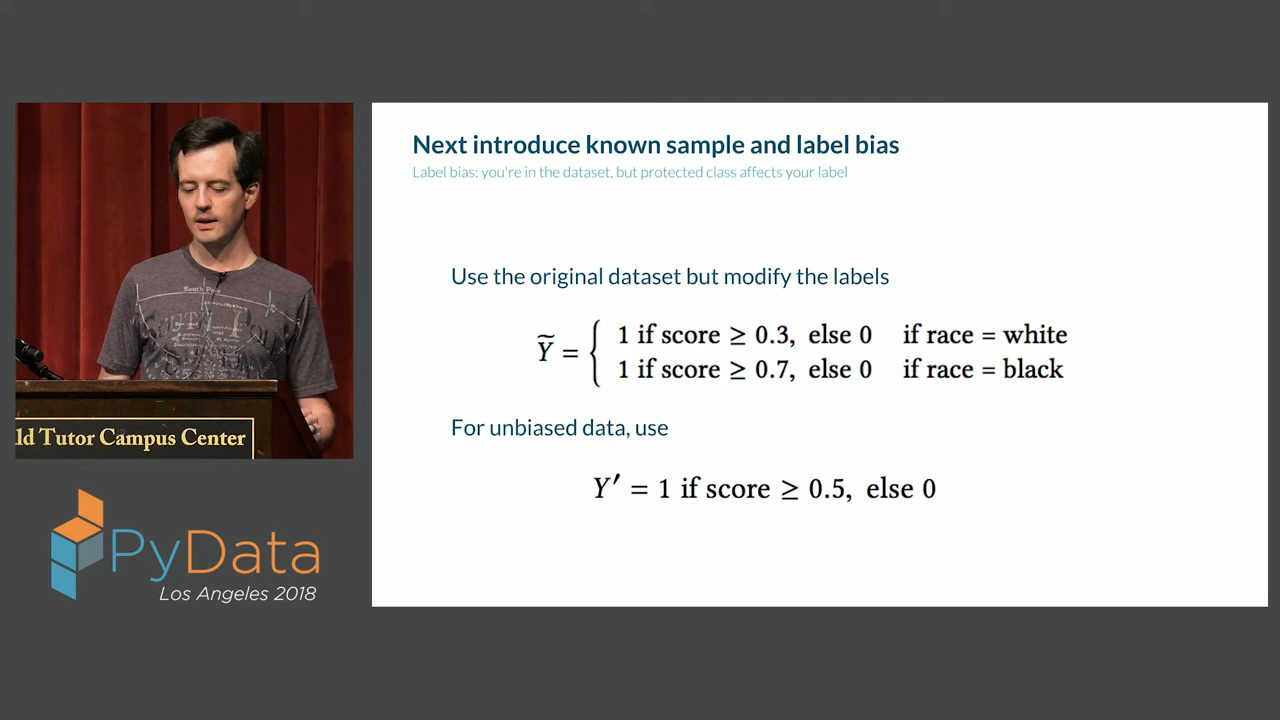 Next introduce known sample and label bias
Label bias: you're in the dataset, but protected class affects your label
Use the original dataset but modify the labels
Ỹ = { 1 if score ≥ 0.3, else 0 if race = white
1 if score ≥ 0.7, else 0 if race = black
For unbiased data, use
Y′ = 1 if score ≥ 0.5, else 0
South Pole
ld Tutor Campus Center
PyData
Los Angeles 2018